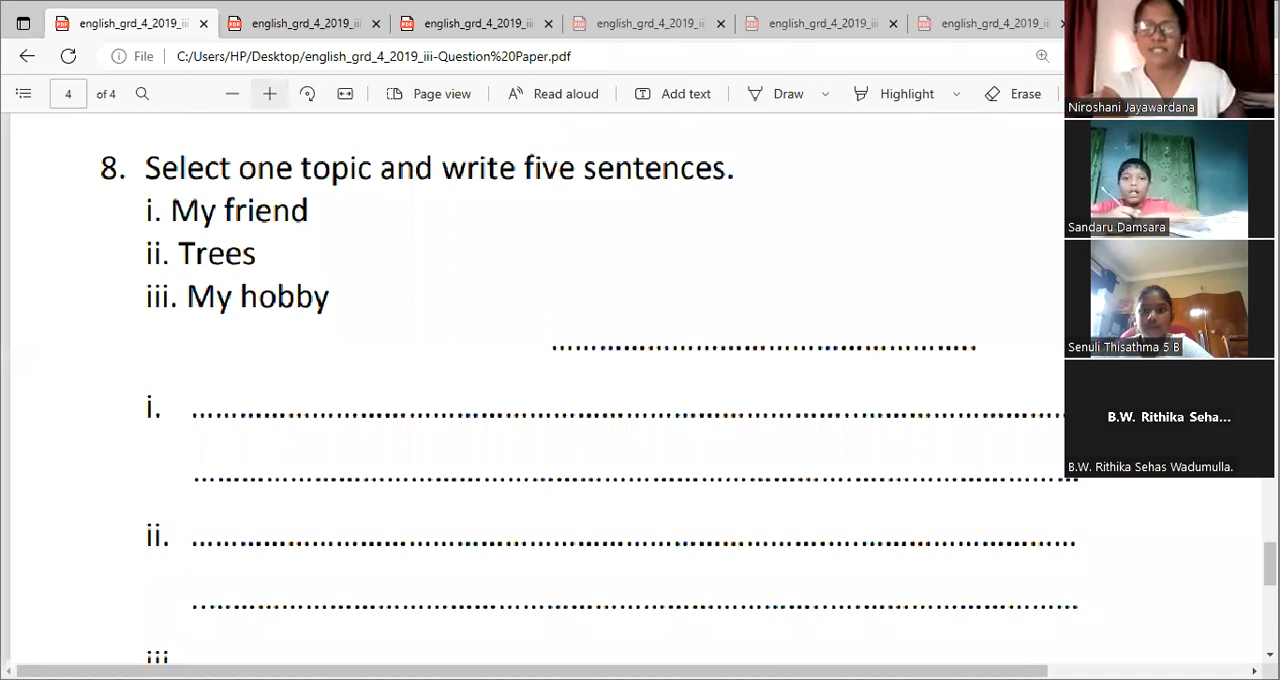 english_grd_4_2019_iii
english_grd_4_2019_iii
english_grd_4_2019_iii
english_grd_4_2019_iii
english_grd_4_2019_iii
english_grd_4_2019_ii
File
C:/Users/HP/Desktop/english_grd_4_2019_iii-Question%20Paper.pdf
4 of 4
Page view
Read aloud
Add text
Draw
Highlight
Erase
8. Select one topic and write five sentences.
i. My friend
ii. Trees
iii. My hobby
i.
ii.
iii
Niroshani Jayawardana
Sandaru Damsara
Senuli Thisathma 5 B
B.W. Rithika Seha...
B.W. Rithika Sehas Wadumulla.